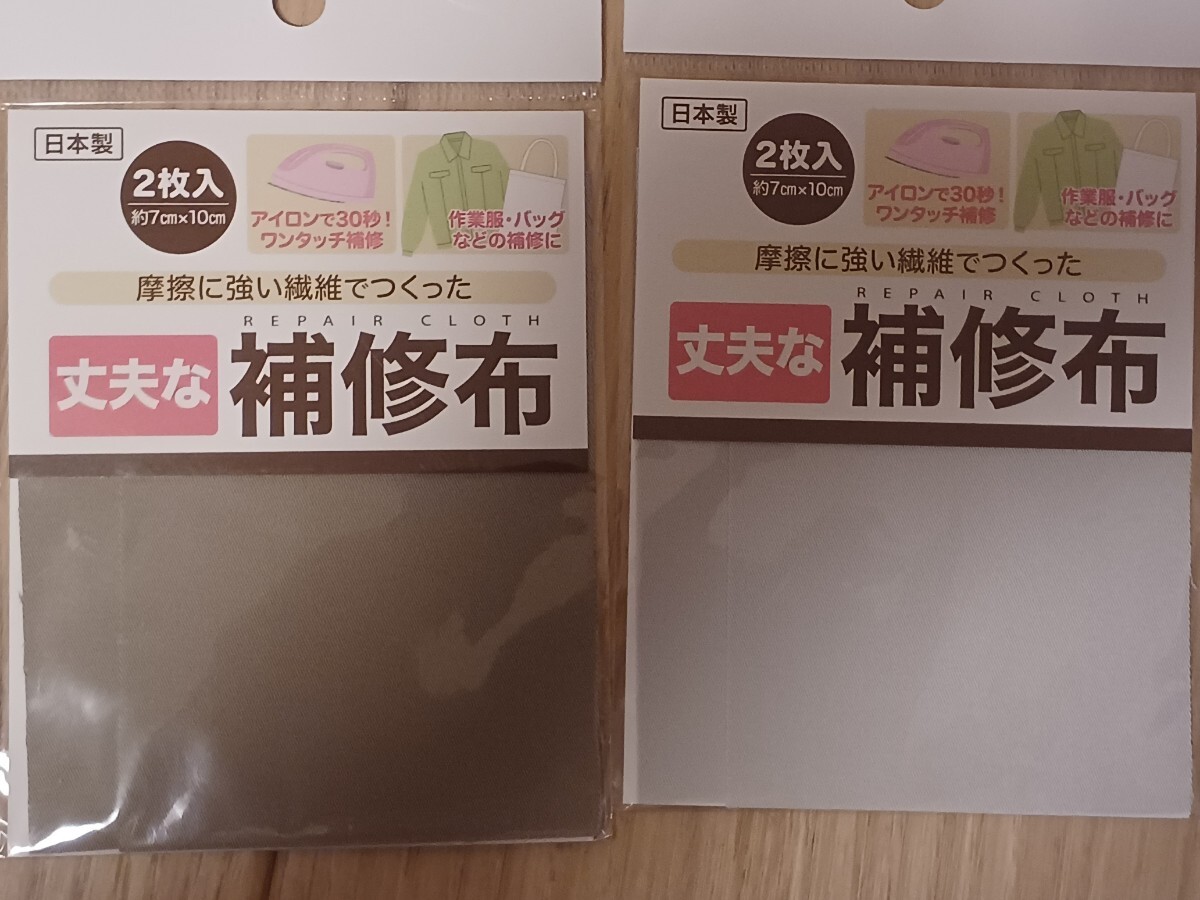 日本製
2枚入
約7㎝×10㎝
アイロンで30秒!
ワンタッチ補修
作業服・バッグ
などの補修に
摩擦に強い繊維でつくった
REPAIR CLOTH
丈夫な
補修布
日本製
2枚入
約7㎝×10㎝
アイロンで30秒!
ワンタッチ補修
作業服・バッグ
などの補修に
摩擦に強い繊維でつくった
REPAIR CLOTH
丈夫な
補修布